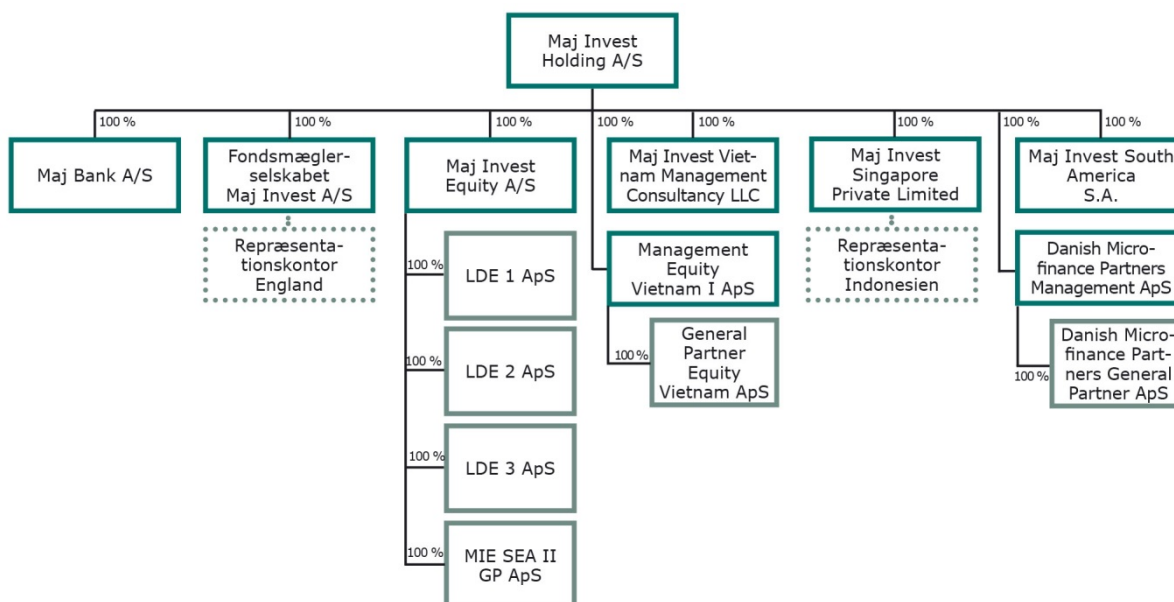 Maj Invest
Holding A/S
100 %
100 %
100 %
100 %
100 %
100 %
100 %
100 %
Maj Bank A/S
Fondsmægler-
selskabet
Maj Invest A/S
Maj Invest
Equity A/S
Maj Invest Viet-
nam Management
Consultancy LLC
Maj Invest
Singapore
Private Limited
Maj Invest South
America
S.A.
Repræsenta-
tionskontor
England
100 %
LDE 1 ApS
Management
Equity
Vietnam I ApS
Repræsenta-
tionskontor
Indonesien
Danish Micro-
finance Partners
Management ApS
100 %
LDE 2 ApS
100 %
General
Partner
Equity
Vietnam ApS
100 %
Danish Micro-
finance Part-
ners General
Partner ApS
100 %
LDE 3 ApS
100 %
MIE SEA II
GP ApS